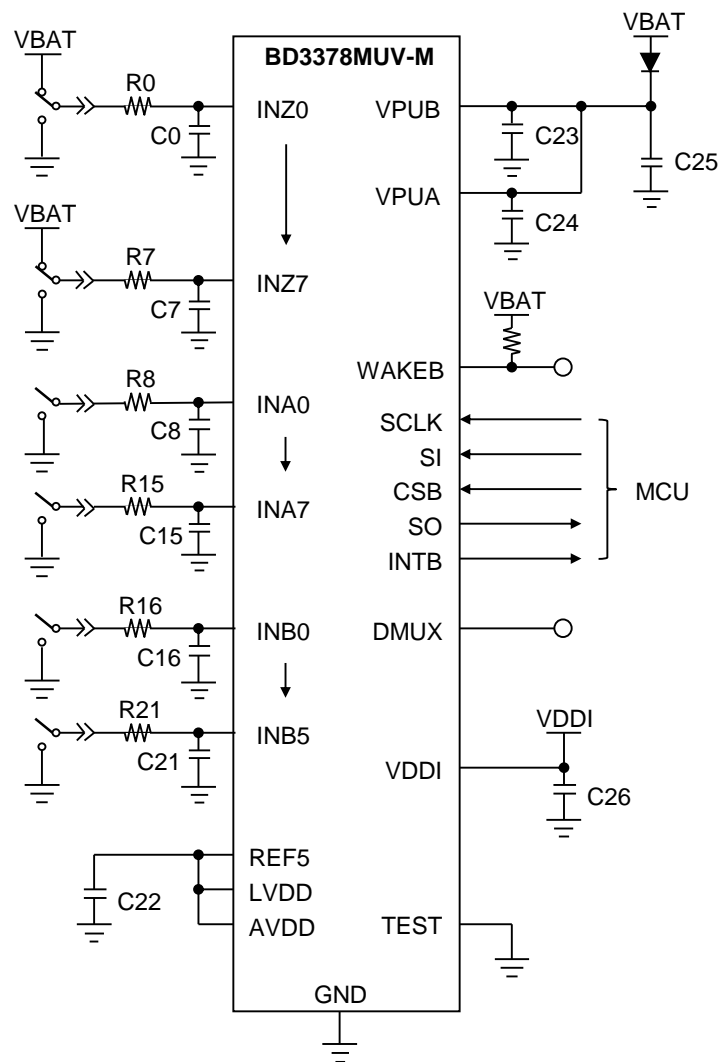 VBAT
VBAT
BD3378MUV-M
R0
INZ0
VPUB
C0
C23
C25
VPUA
C24
VBAT
R7
INZ7
C7
VBAT
R8
INA0
WAKEB
C8
SCLK
SI
R15
CSB
MCU
INA7
C15
SO
INTB
R16
INB0
DMUX
C16
R21
INB5
VDDI
C21
VDDI
C26
REF5
LVDD
C22
AVDD
TEST
GND